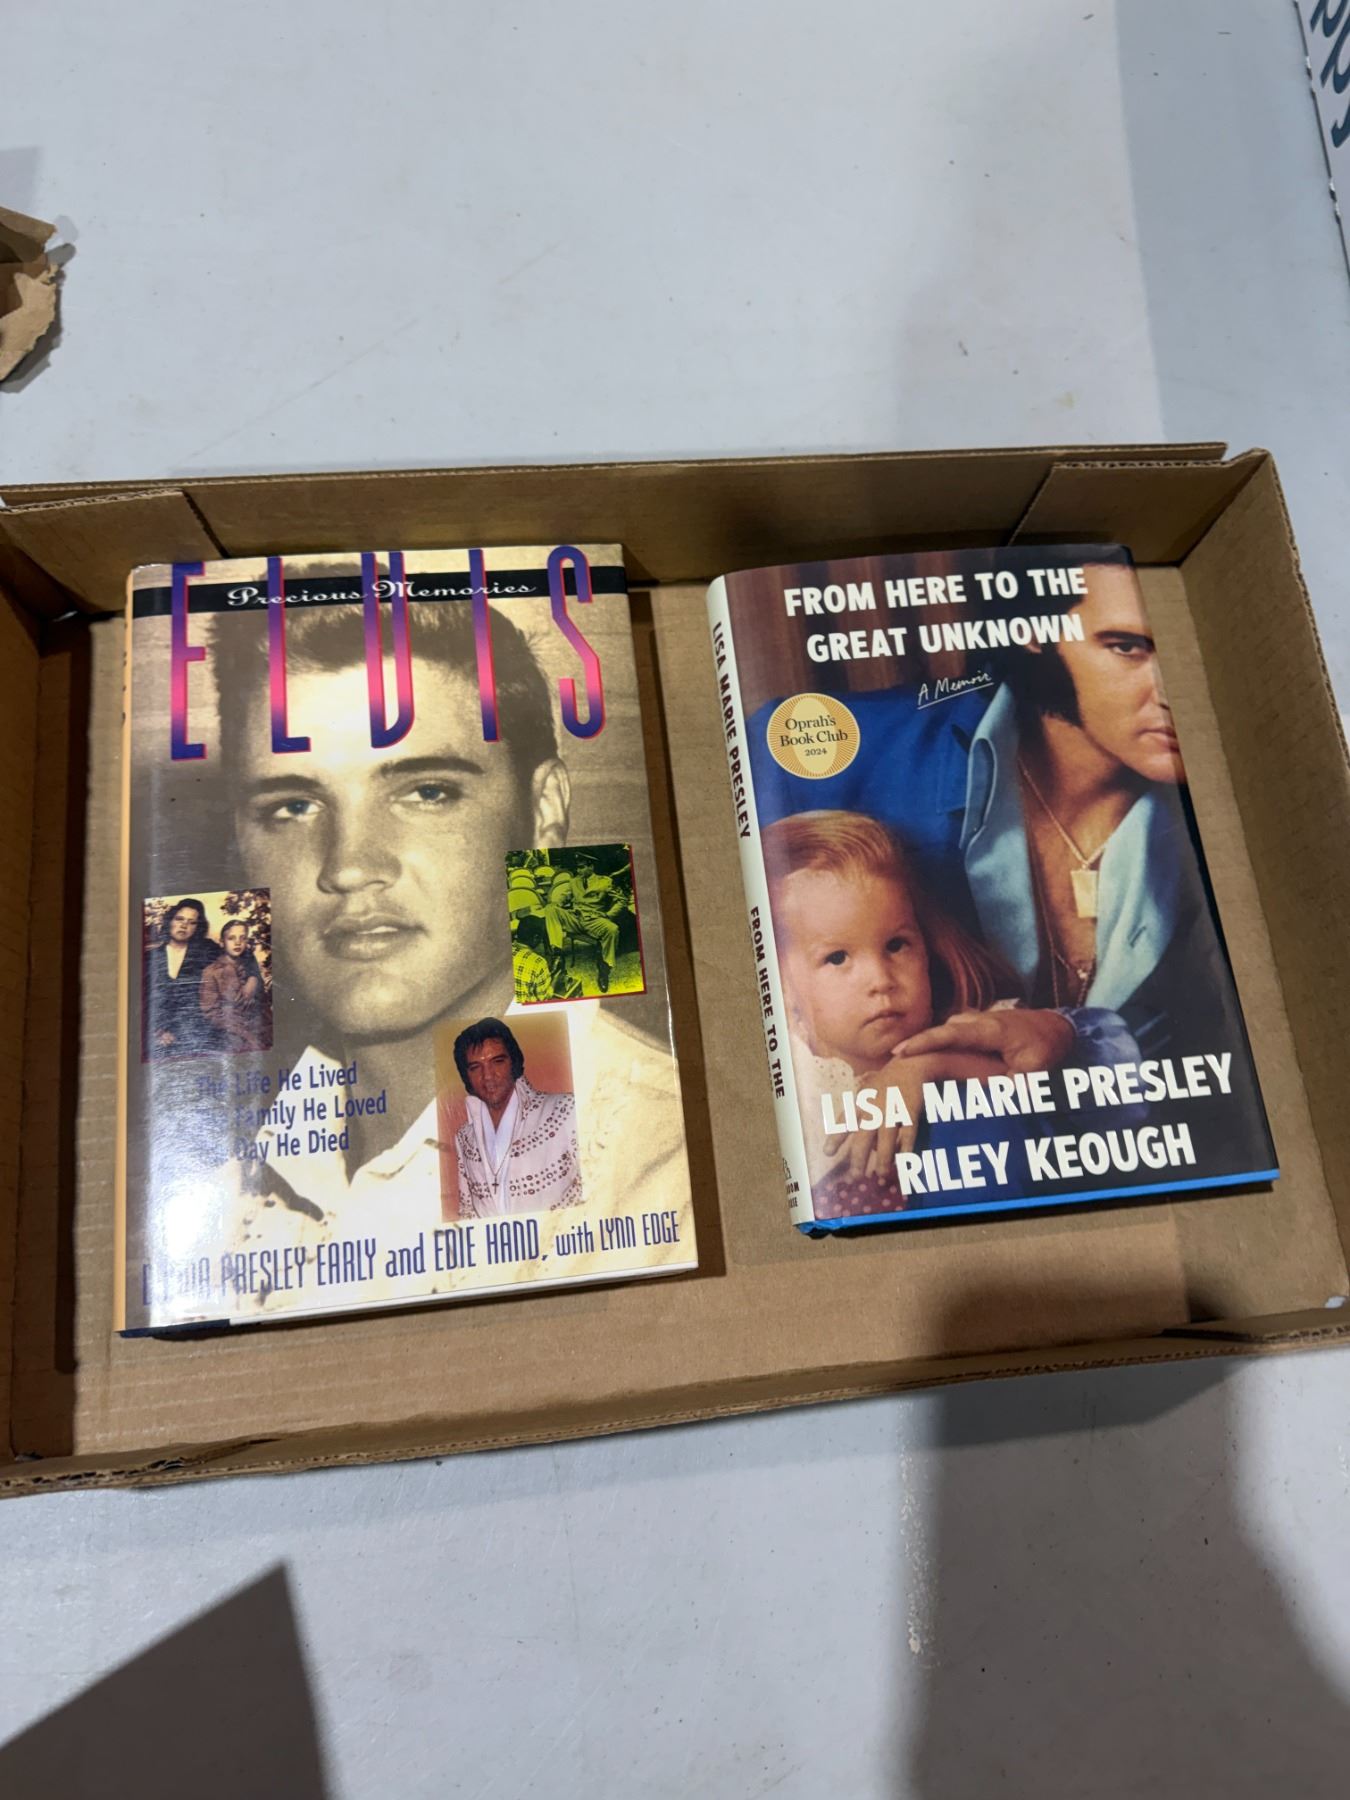 ELVIS
Precious Memories
The Life He Lived
Family He Loved
Day He Died
PRESLEY EARLY and EDIE HAND, with LYNN EDGE
LISA MARIE PRESLEY FROM HERE TO THE
FROM HERE TO THE
GREAT UNKNOWN
A Memoir
Oprah's
Book Club
2024
LISA MARIE PRESLEY
RILEY KEOUGH